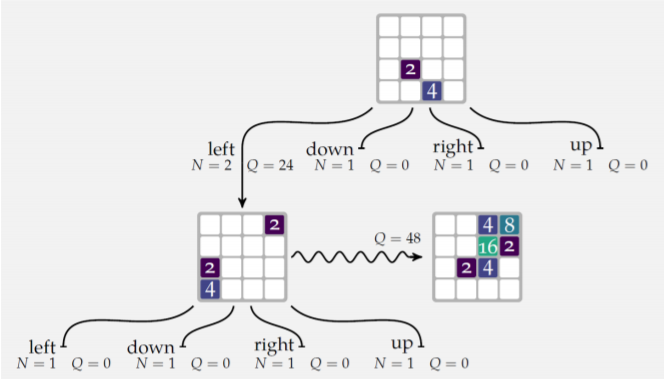 2
4
left down right up
N = 2 Q = 24 N = 1 Q = 0 N = 1 Q = 0 N = 1 Q = 0
2
2
4
Q = 48
4 8
16 2
2 4
left down right up
N = 1 Q = 0 N = 1 Q = 0 N = 1 Q = 0 N = 1 Q = 0